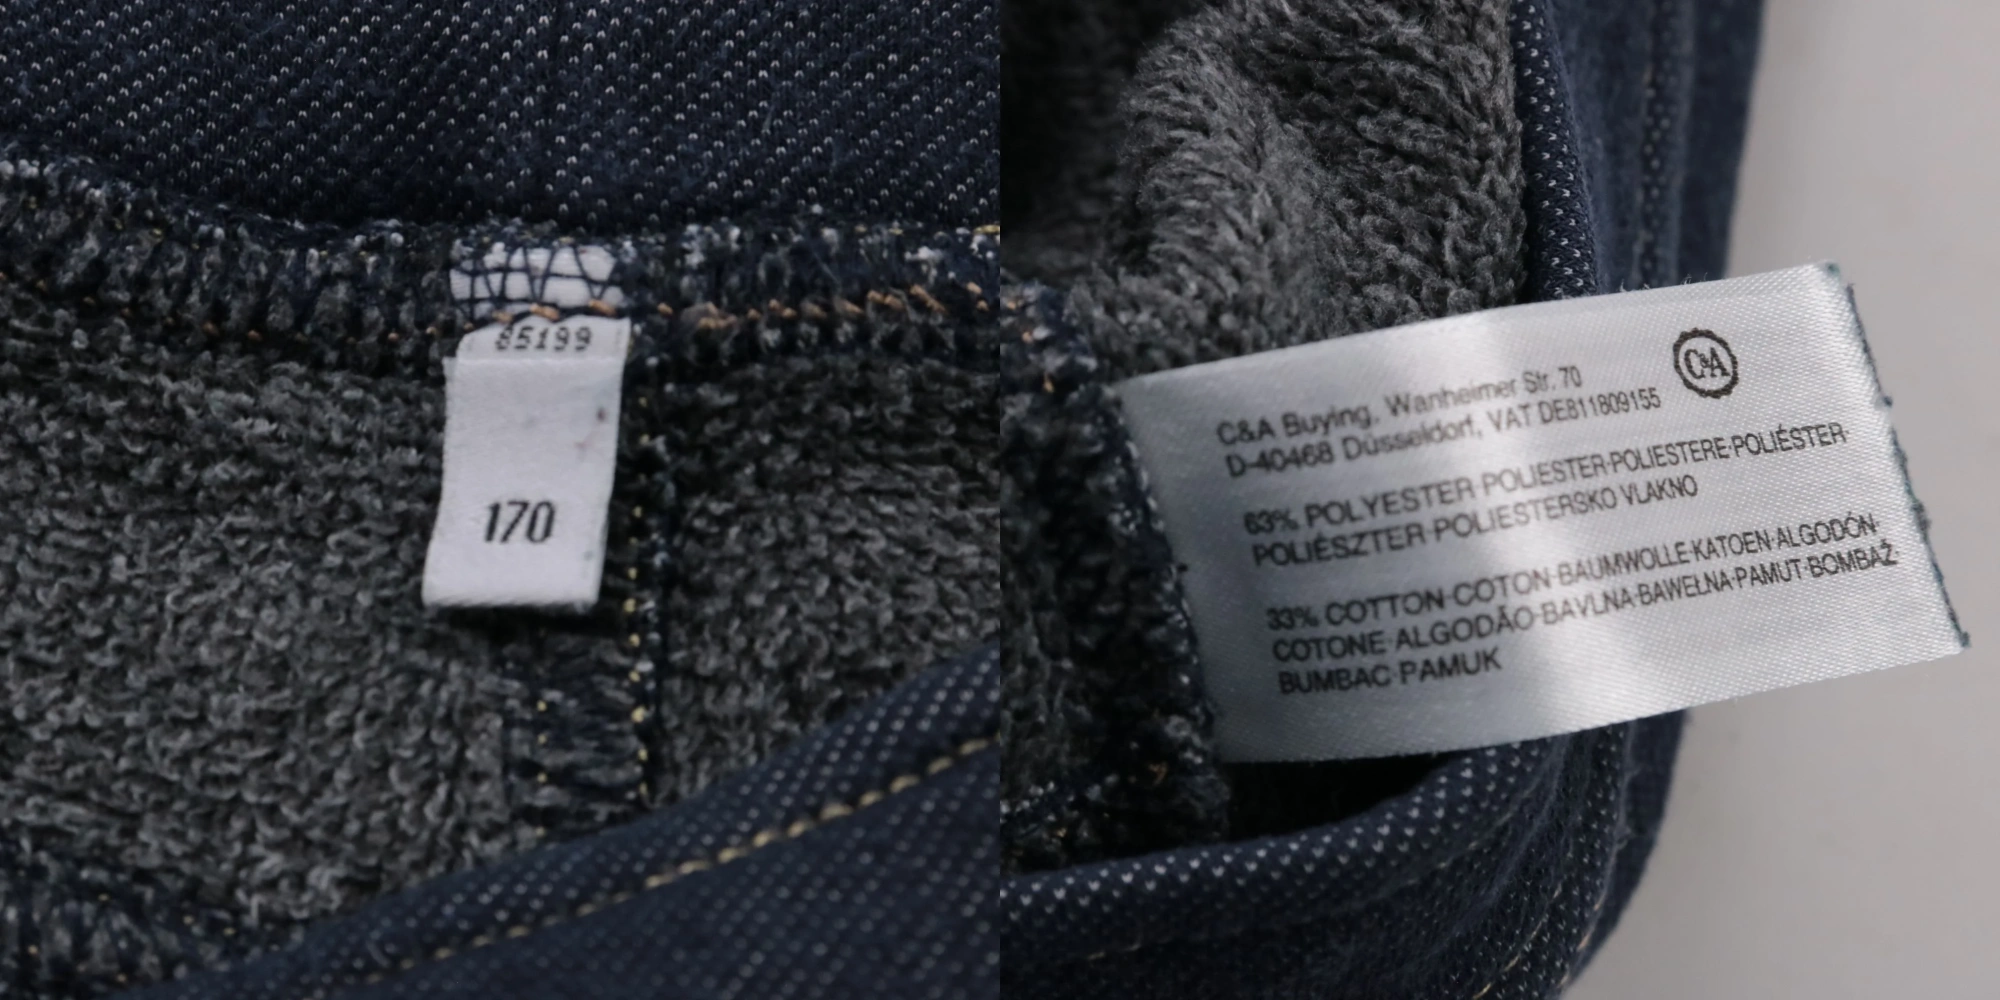 85199
170
C&A
C&A Buying, Wanheimer Str. 70
D-40468 Düsseldorf, VAT DE811809155
63% POLYESTER·POLIESTER·POLIESTERE·POLIÉSTER·
POLIÉSZTER·POLIESTERSKO VLAKNO
33% COTTON·COTON·BAUMWOLLE·KATOEN·ALGODÓN·
COTONE·ALGODÃO·BAVLNA·BAWEŁNA·PAMUT·BOMBAŽ
BUMBAC·PAMUK